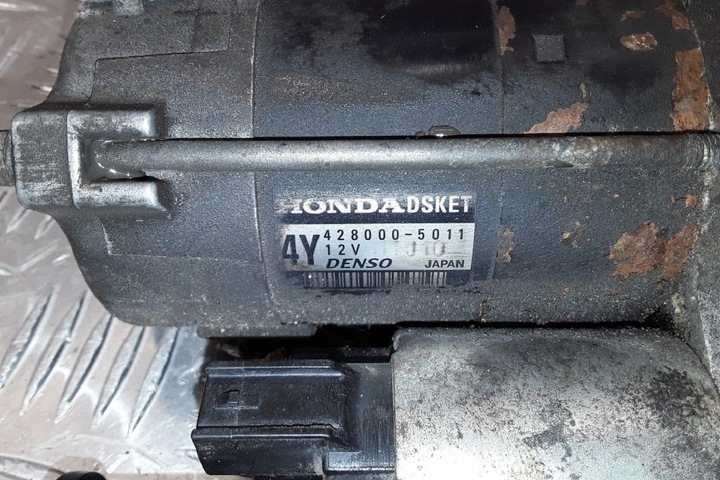 HONDA DSKET
4Y 428000-5011
12V
DENSO JAPAN